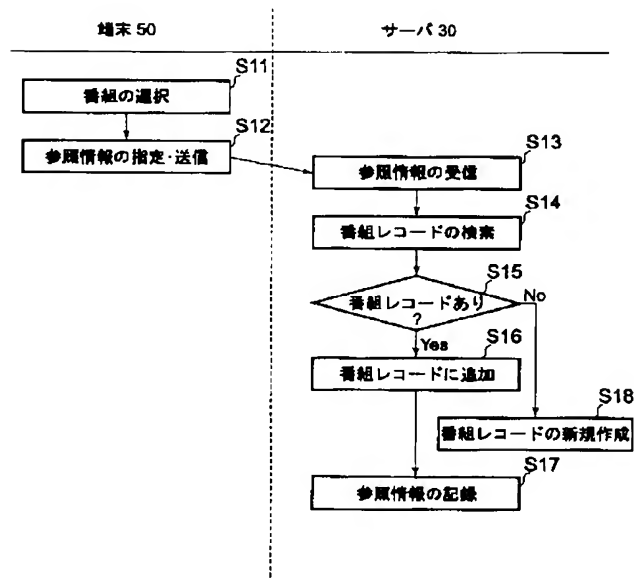 端末 50
サーバ 30
S11
番組の選択
S12
参照情報の指定・送信
S13
参照情報の受信
S14
番組レコードの検索
S15
番組レコードあり
?
No
Yes
S16
番組レコードに追加
S18
番組レコードの新規作成
S17
参照情報の記録